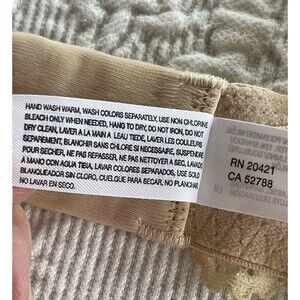 HAND WASH WARM, WASH COLORS SEPARATELY, USE NON CHLORINE
BLEACH ONLY WHEN NEEDED, HANG TO DRY, DO NOT IRON, DO NOT
DRY CLEAN, LAVER A LA MAIN A L EAU TIEDE, LAVER LES COULEURS
SEPAREMENT, BLANCHIR SANS CHLORE SI NÉCESSAIRE, SUSPENDRE
POUR SECHER, NE PAS REPASSER, NE PAS NETTOYER A SEC, LAVADO
A MANO CON AGUA TIBIA, LAVAR COLORES SEPARADOS, USE SOLO
BLANQUEADOR SIN CLORO, CUELGUE PARA SECAR, NO PLANCHAR
NO LAVAR EN SECO.
RN 20421
CA 52788